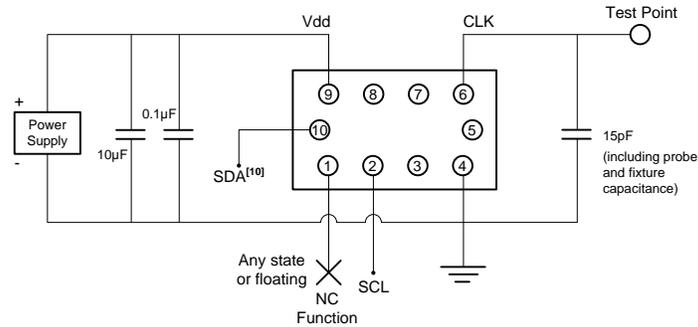 Test Point
Vdd
CLK
9
8
7
6
+
Power
Supply
-
10µF
0.1µF
10
5
15pF
(including probe
and fixture
capacitance)
SDA[10]
1
2
3
4
Any state
or floating
NC
Function
SCL